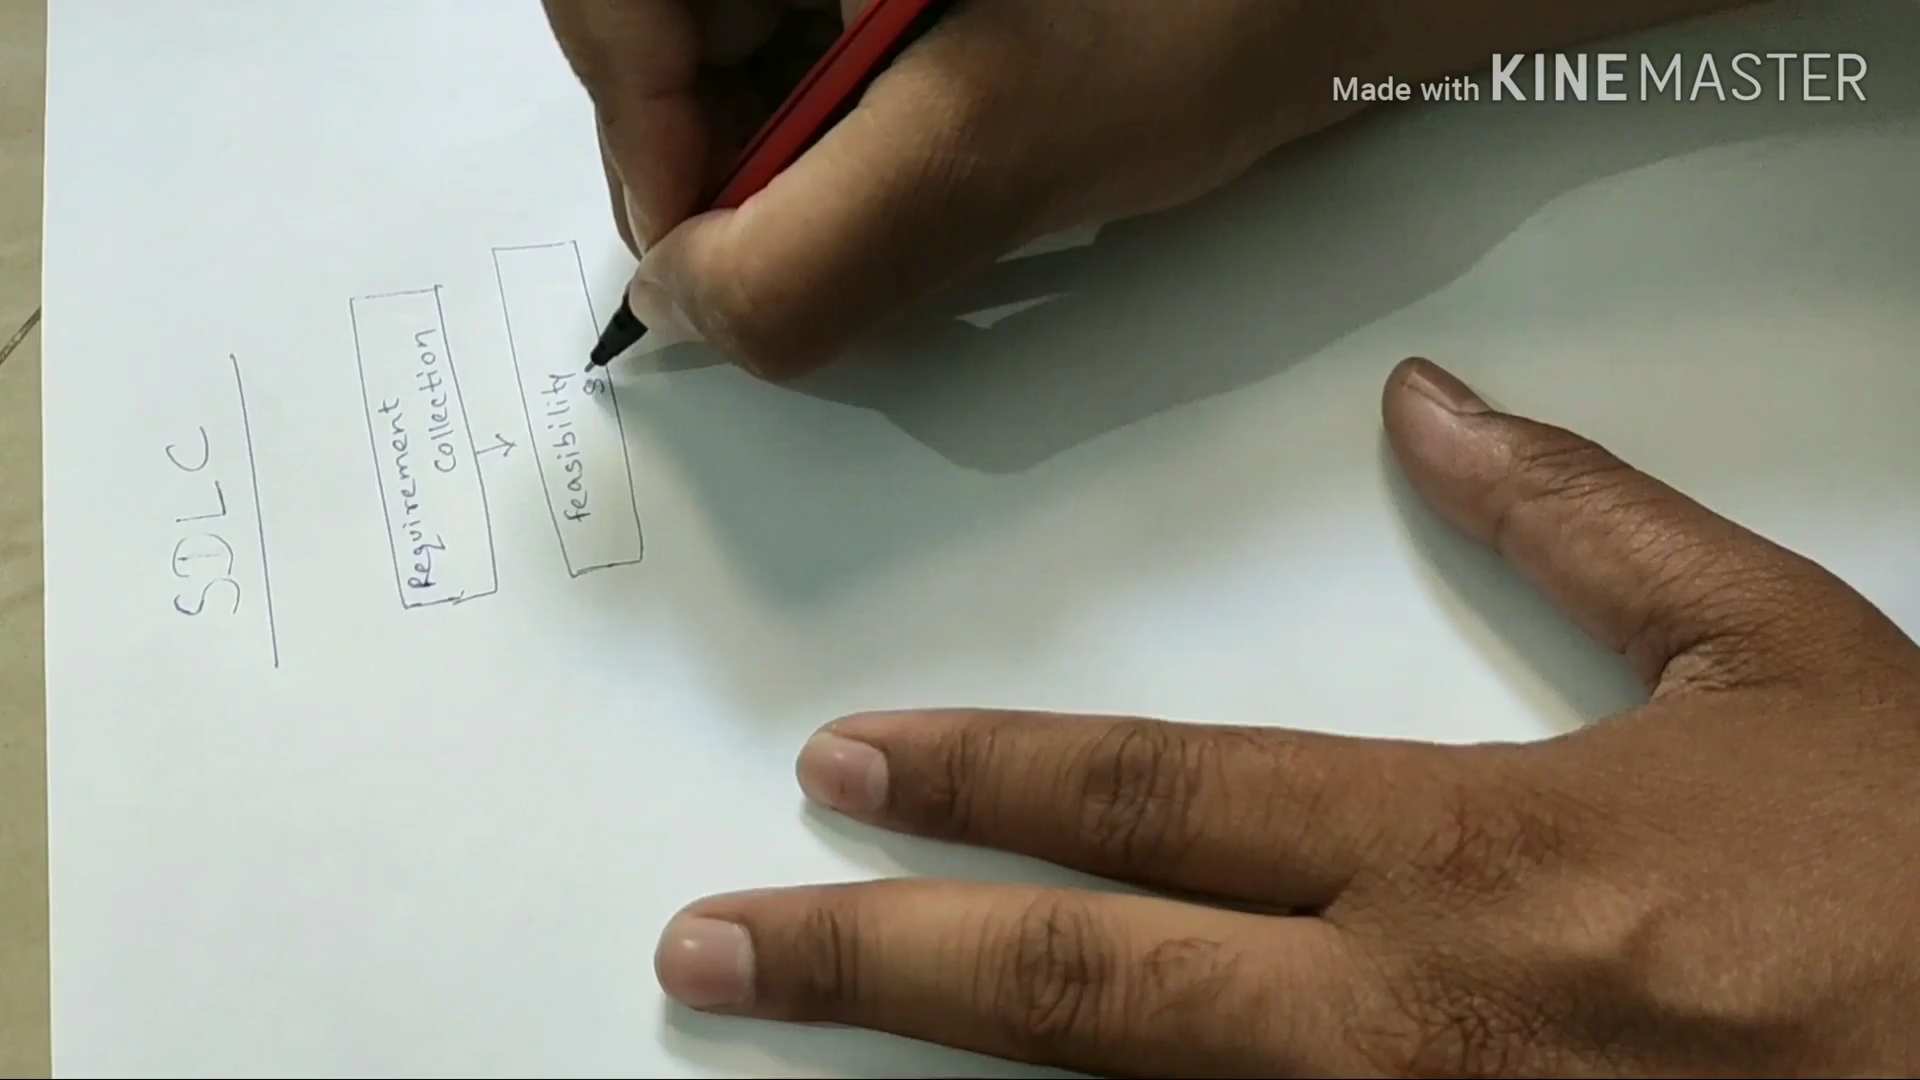 SDLC
Requirement
collection
feasibility
s
Made with KINEMASTER